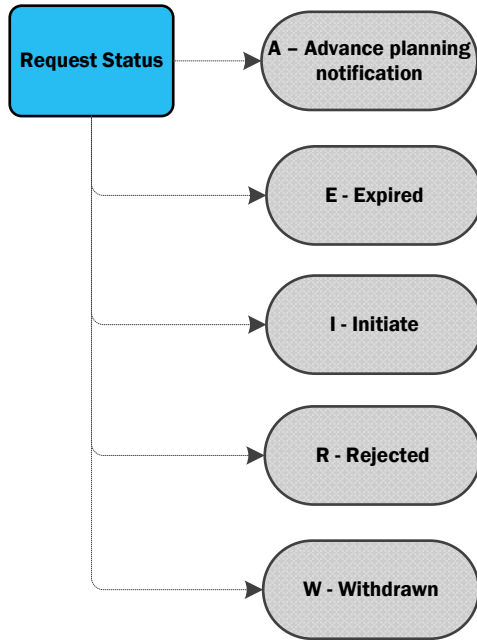 Request Status
A – Advance planning
notification
E - Expired
I - Initiate
R - Rejected
W - Withdrawn